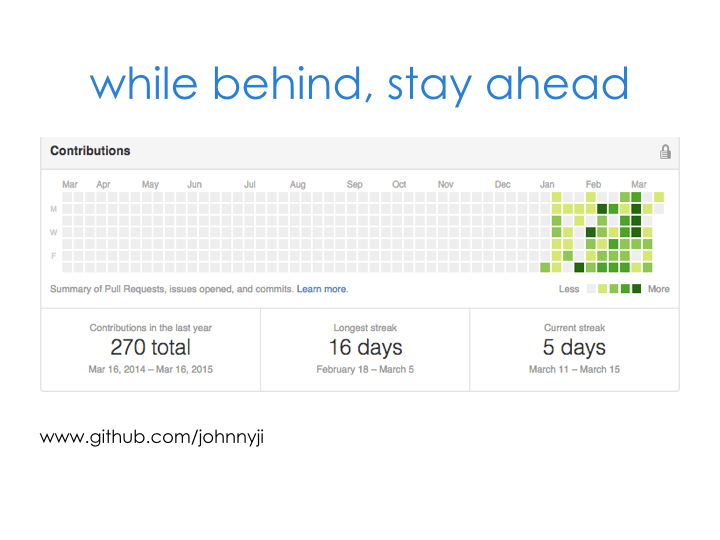 while behind, stay ahead
Contributions
Mar Apr May Jun Jul Aug Sep Oct Nov Dec Jan Feb Mar
M
W
F
Summary of Pull Requests, issues opened, and commits. Learn more. Less More
Contributions in the last year Longest streak Current streak
270 total 16 days 5 days
Mar 16, 2014 – Mar 16, 2015 February 18 – March 5 March 11 – March 15
www.github.com/johnnyji